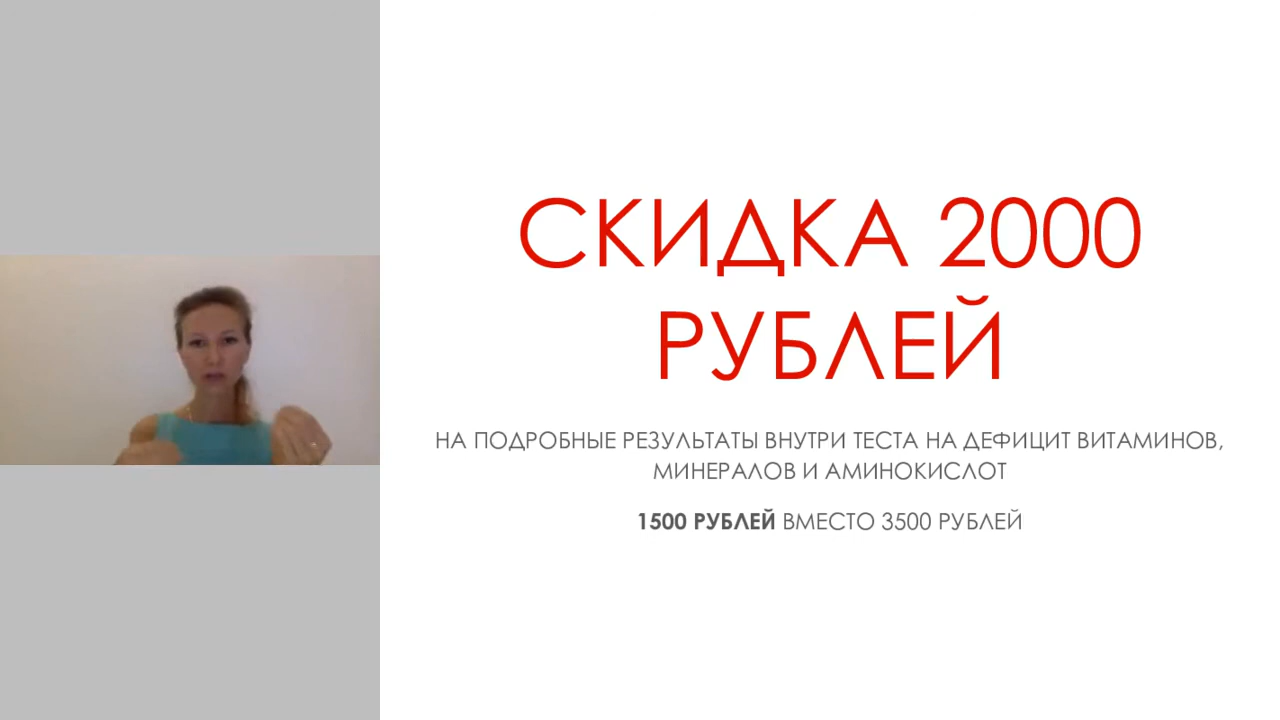 СКИДКА 2000
РУБЛЕЙ
НА ПОДРОБНЫЕ РЕЗУЛЬТАТЫ ВНУТРИ ТЕСТА НА ДЕФИЦИТ ВИТАМИНОВ,
МИНЕРАЛОВ И АМИНОКИСЛОТ
1500 РУБЛЕЙ ВМЕСТО 3500 РУБЛЕЙ